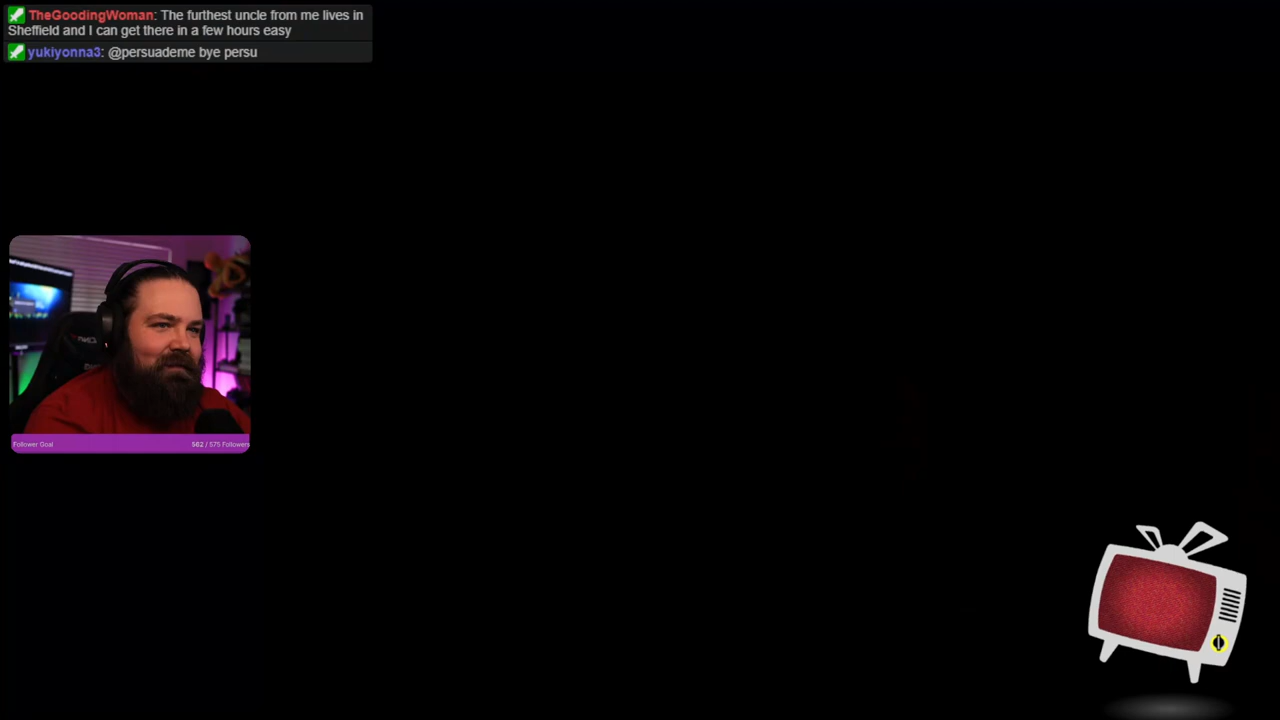 TheGoodingWoman: The furthest uncle from me lives in
Sheffield and I can get there in a few hours easy
yukiyonna3: @persuademe bye persu
Follower Goal
562 / 575 Followers